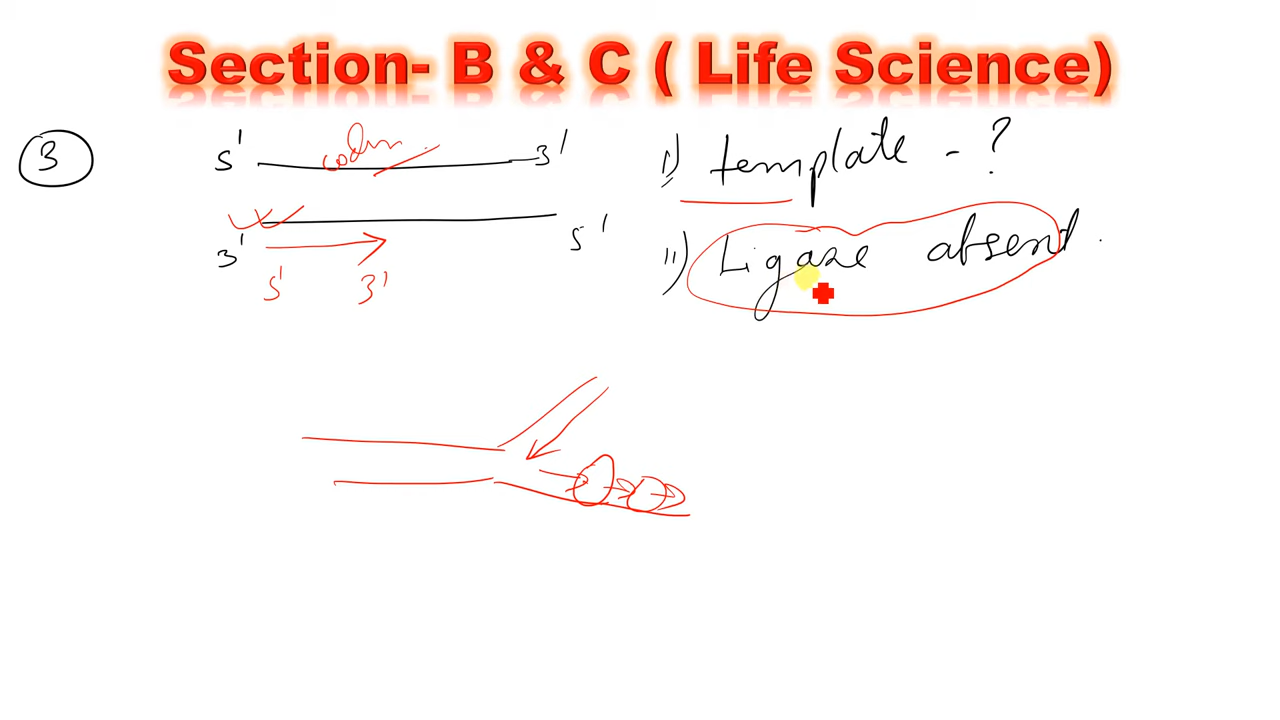 Section- B & C ( Life Science)
3
5' 3'
3' 5'
5' 3'
i) template - ?
ii) Ligase absent.